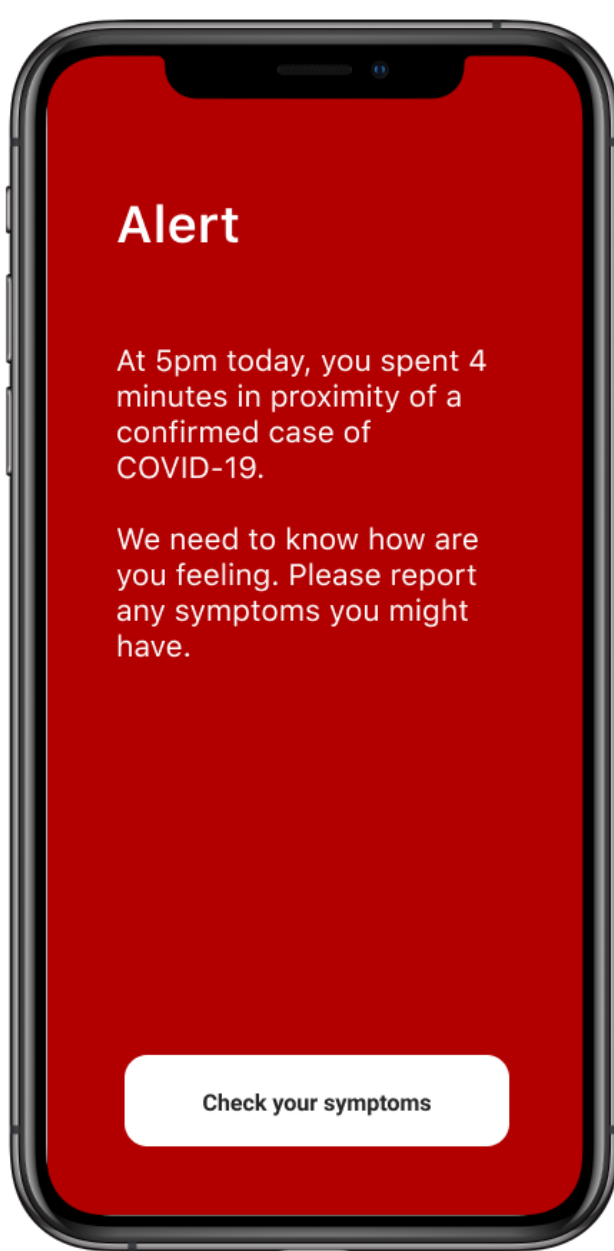 Alert
At 5pm today, you spent 4
minutes in proximity of a
confirmed case of
COVID-19.
We need to know how are
you feeling. Please report
any symptoms you might
have.
Check your symptoms